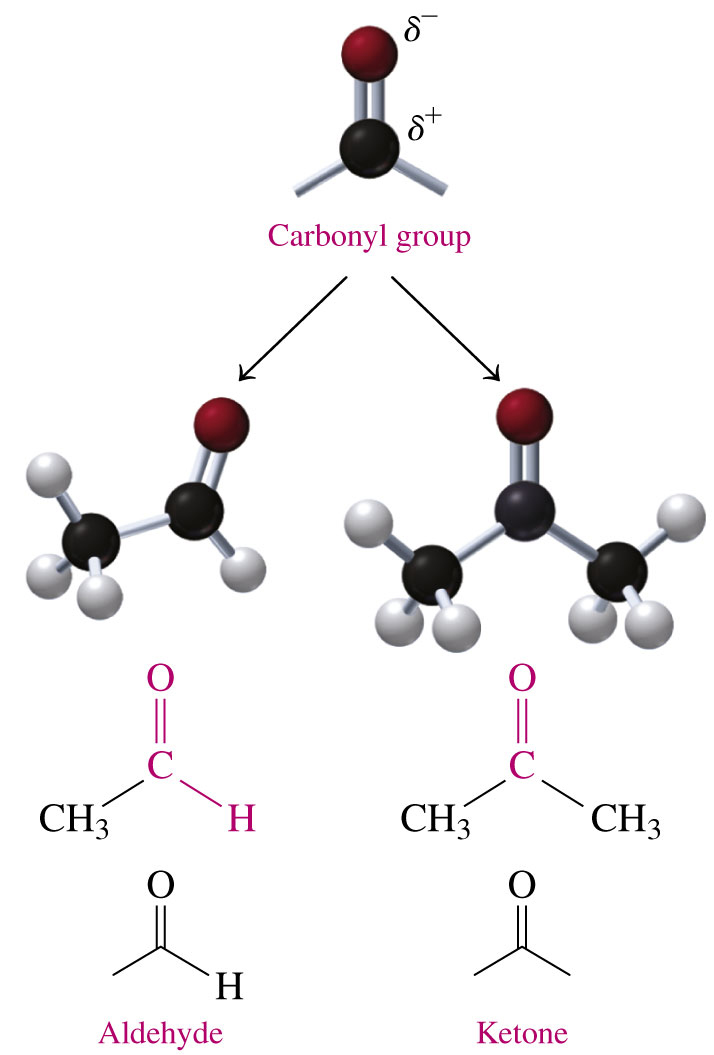 δ⁻
δ⁺
Carbonyl group
O O
C C
CH₃ H CH₃ CH₃
O O
H
Aldehyde Ketone